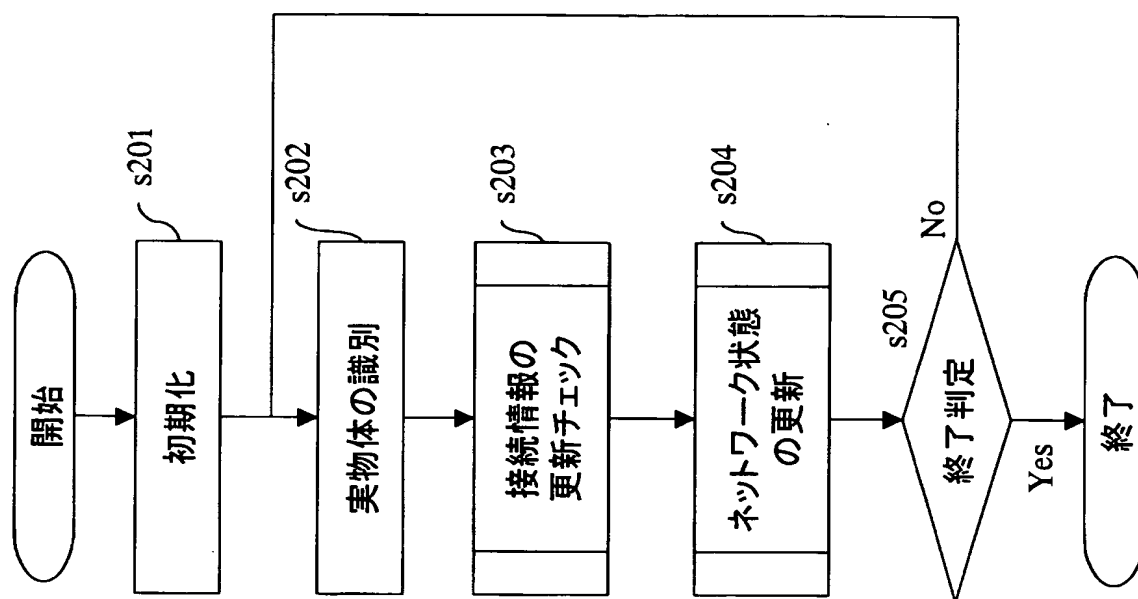 開始
s201
初期化
s202
実物体の識別
s203
接続情報の
更新チェック
s204
ネットワーク状態
の更新
s205
終了判定
No
Yes
終了